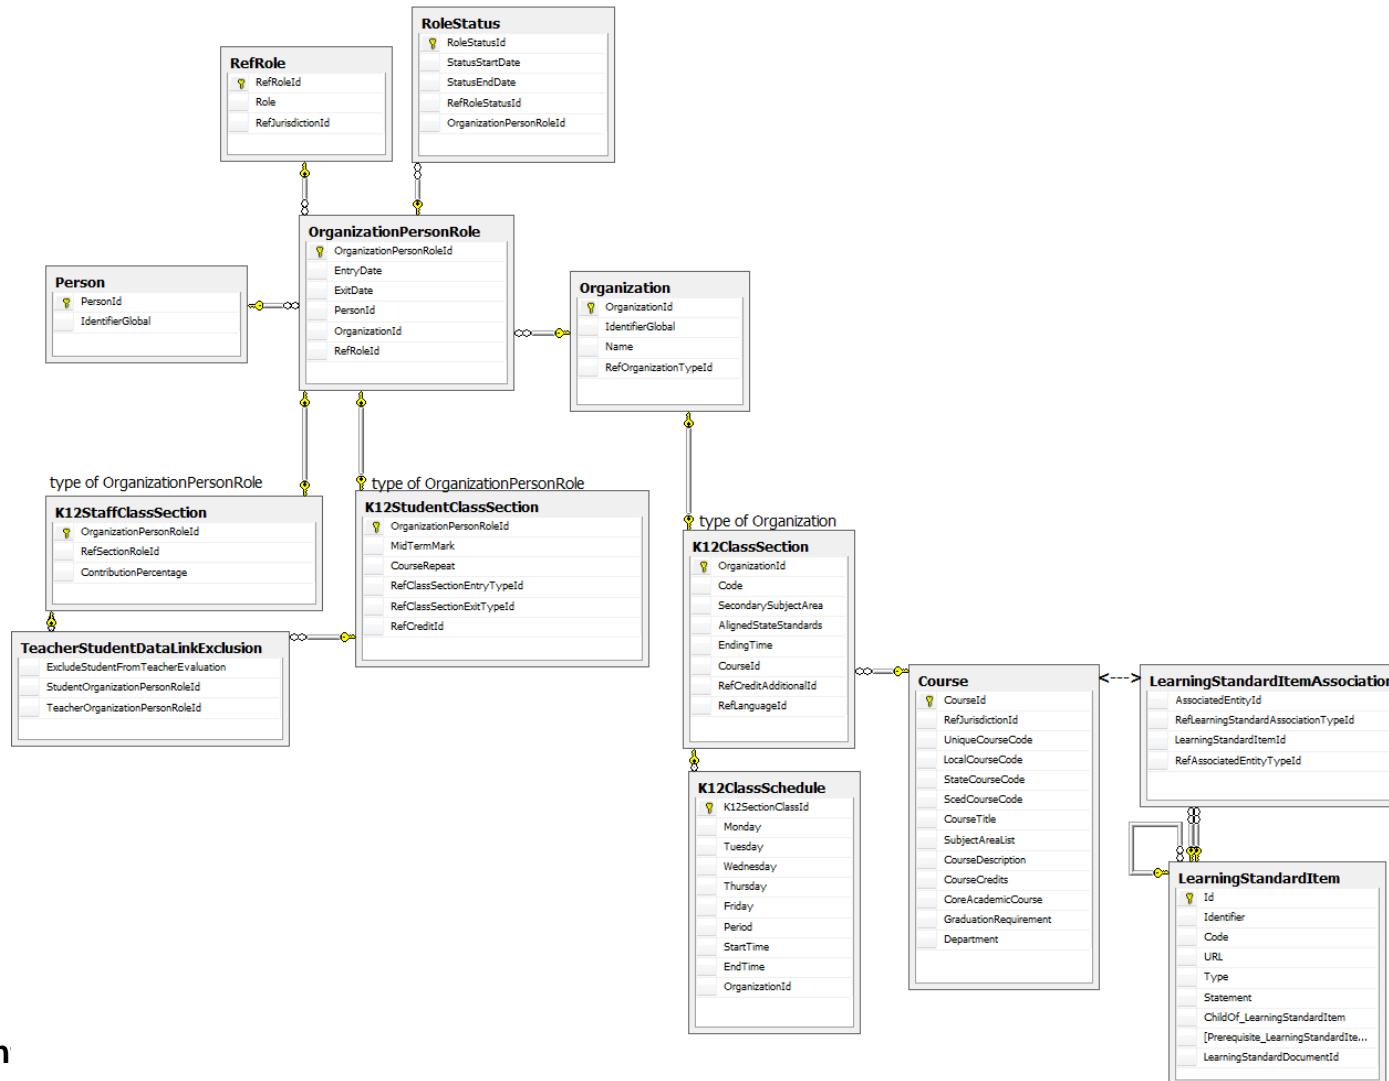 RoleStatus
RoleStatusId
StatusStartDate
StatusEndDate
RefRoleStatusId
OrganizationPersonRoleId
RefRole
RefRoleId
Role
RefJurisdictionId
OrganizationPersonRole
OrganizationPersonRoleId
EntryDate
ExitDate
PersonId
OrganizationId
RefRoleId
Person
PersonId
IdentifierGlobal
Organization
OrganizationId
IdentifierGlobal
Name
RefOrganizationTypeId
type of OrganizationPersonRole
K12StaffClassSection
OrganizationPersonRoleId
RefSectionRoleId
ContributionPercentage
type of OrganizationPersonRole
K12StudentClassSection
OrganizationPersonRoleId
MidTermMark
CourseRepeat
RefClassSectionEntryTypeId
RefClassSectionExitTypeId
RefCreditId
TeacherStudentDataLinkExclusion
ExcludeStudentFromTeacherEvaluation
StudentOrganizationPersonRoleId
TeacherOrganizationPersonRoleId
type of Organization
K12ClassSection
OrganizationId
Code
SecondarySubjectArea
AlignedStateStandards
EndingTime
CourseId
RefCreditAdditionalId
RefLanguageId
K12ClassSchedule
K12SectionClassId
Monday
Tuesday
Wednesday
Thursday
Friday
Period
StartTime
EndTime
OrganizationId
Course
CourseId
RefJurisdictionId
UniqueCourseCode
LocalCourseCode
StateCourseCode
ScedCourseCode
CourseTitle
SubjectAreaList
CourseDescription
CourseCredits
CoreAcademicCourse
GraduationRequirement
Department
<--->
LearningStandardItemAssociation
AssociatedEntityId
RefLearningStandardAssociationTypeId
LearningStandardItemId
RefAssociatedEntityTypeId
LearningStandardItem
Id
Identifier
Code
URL
Type
Statement
ChildOf_LearningStandardItem
[Prerequisite_LearningStandardIte...
LearningStandardDocumentId